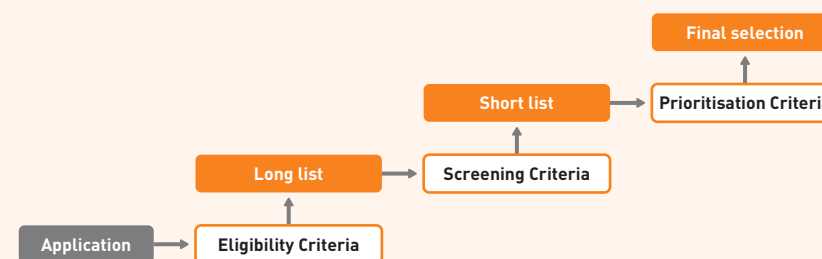 Final selection
Short list
Prioritisation Criteri
Long list
Screening Criteria
Application
Eligibility Criteria